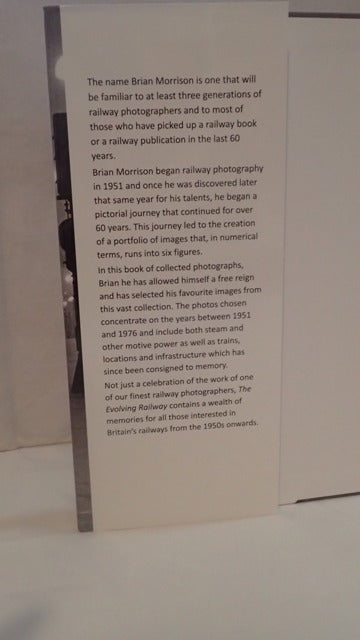 The name Brian Morrison is one that will
be familiar to at least three generations of
railway photographers and to most of
those who have picked up a railway book
or a railway publication in the last 60
years.
Brian Morrison began railway photography
in 1951 and once he was discovered later
that same year for his talents, he began a
pictorial journey that continued for over
60 years. This journey led to the creation
of a portfolio of images that, in numerical
terms, runs into six figures.
In this book of collected photographs,
Brian he has allowed himself a free reign
and has selected his favourite images from
this vast collection. The photos chosen
concentrate on the years between 1951
and 1976 and include both steam and
other motive power as well as trains,
locations and infrastructure which has
since been consigned to memory.
Not just a celebration of the work of one
of our finest railway photographers, The
Evolving Railway contains a wealth of
memories for all those interested in
Britain's railways from the 1950s onwards.